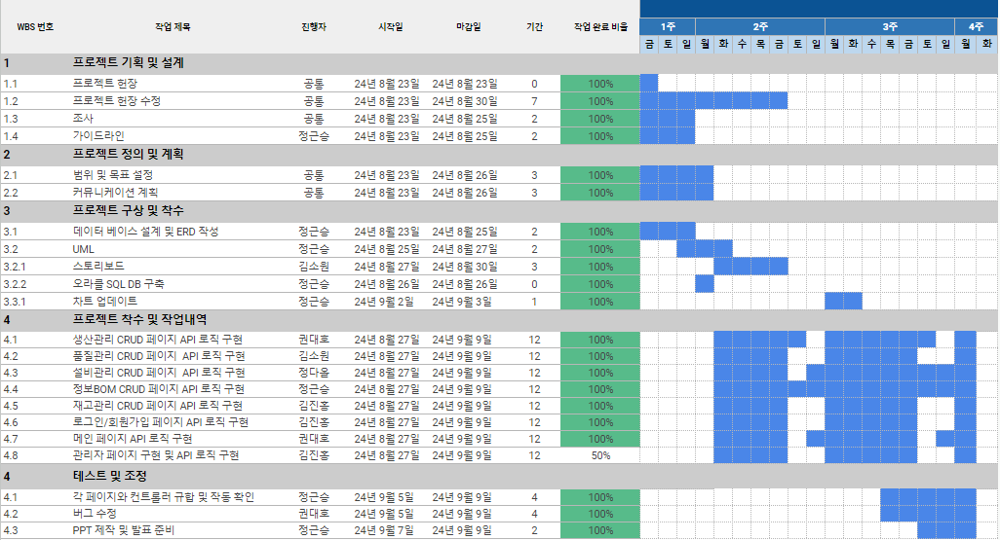 WBS 번호 작업 제목 진행자 시작일 마감일 기간 작업 완료 비율 1주 2주 3주 4주
금 토 일 월 화 수 목 금 토 일 월 화 수 목 금 토 일 월 화
1 프로젝트 기획 및 설계
1.1 프로젝트 헌장 공통 24년 8월 23일 24년 8월 23일 0 100%
1.2 프로젝트 헌장 수정 공통 24년 8월 23일 24년 8월 30일 7 100%
1.3 조사 공통 24년 8월 23일 24년 8월 25일 2 100%
1.4 가이드라인 정근승 24년 8월 23일 24년 8월 25일 2 100%
2 프로젝트 정의 및 계획
2.1 범위 및 목표 설정 공통 24년 8월 23일 24년 8월 26일 3 100%
2.2 커뮤니케이션 계획 공통 24년 8월 23일 24년 8월 26일 3 100%
3 프로젝트 구상 및 착수
3.1 데이터 베이스 설계 및 ERD 작성 정근승 24년 8월 23일 24년 8월 25일 2 100%
3.2 UML 정근승 24년 8월 25일 24년 8월 27일 2 100%
3.2.1 스토리보드 김소원 24년 8월 27일 24년 8월 30일 3 100%
3.2.2 오라클 SQL DB 구축 정근승 24년 8월 26일 24년 8월 26일 0 100%
3.3.1 차트 업데이트 정근승 24년 9월 2일 24년 9월 3일 1 100%
4 프로젝트 착수 및 작업내역
4.1 생산관리 CRUD 페이지 API 로직 구현 권대호 24년 8월 27일 24년 9월 9일 12 100%
4.2 품질관리 CRUD 페이지 API 로직 구현 김소원 24년 8월 27일 24년 9월 9일 12 100%
4.3 설비관리 CRUD 페이지 API 로직 구현 정다움 24년 8월 27일 24년 9월 9일 12 100%
4.4 정보BOM CRUD 페이지 API 로직 구현 정근승 24년 8월 27일 24년 9월 9일 12 100%
4.5 재고관리 CRUD 페이지 API 로직 구현 김진홍 24년 8월 27일 24년 9월 9일 12 100%
4.6 로그인/회원가입 페이지 API 로직 구현 김진홍 24년 8월 27일 24년 9월 9일 12 100%
4.7 메인 페이지 API 로직 구현 권대호 24년 8월 27일 24년 9월 9일 12 100%
4.8 관리자 페이지 구현 및 API 로직 구현 김진홍 24년 8월 27일 24년 9월 9일 12 50%
4 테스트 및 조정
4.1 각 페이지와 컨트롤러 규합 및 작동 확인 정근승 24년 9월 5일 24년 9월 9일 4 100%
4.2 버그 수정 권대호 24년 9월 5일 24년 9월 9일 4 100%
4.3 PPT 제작 및 발표 준비 정근승 24년 9월 7일 24년 9월 9일 2 100%